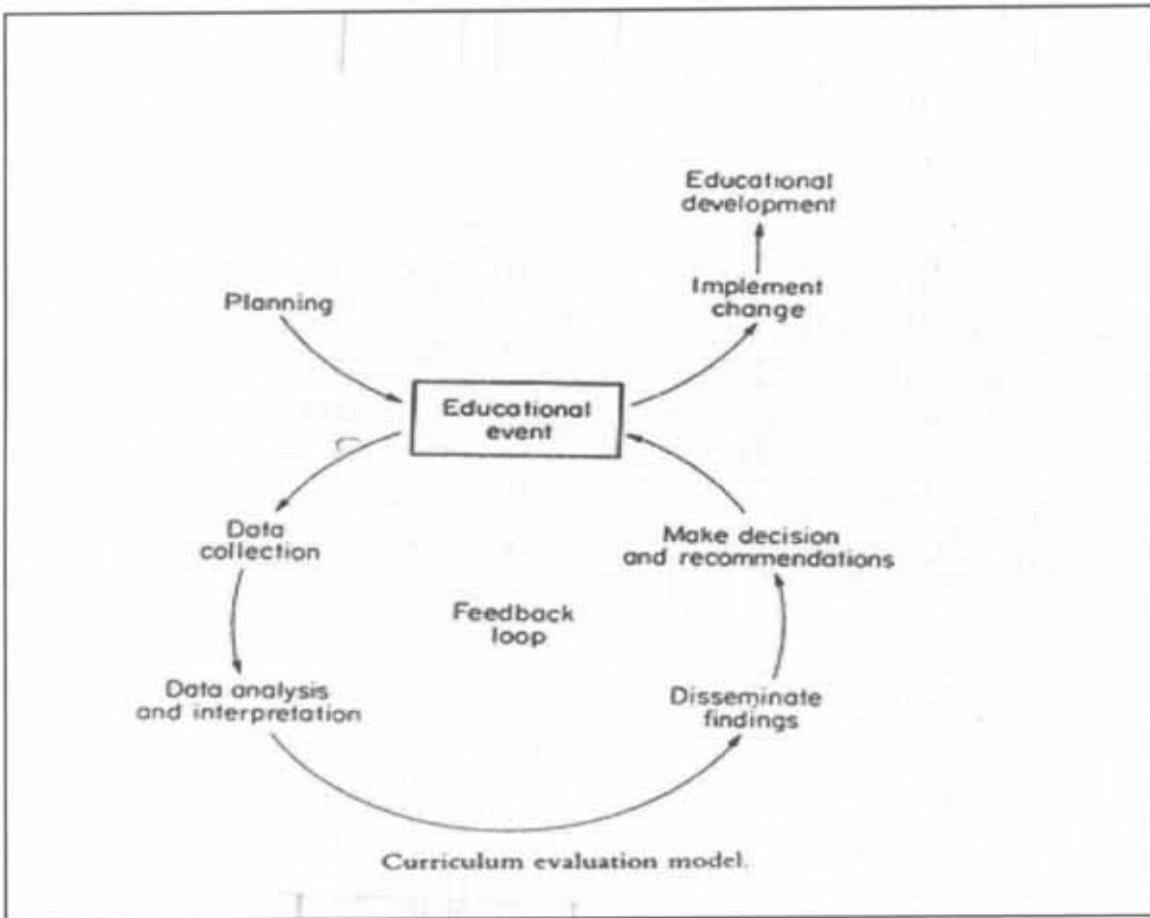 Educational
development
Implement
change
Planning
Educational
event
Data
collection
Make decision
and recommendations
Feedback
loop
Data analysis
and interpretation
Disseminate
findings
Curriculum evaluation model.